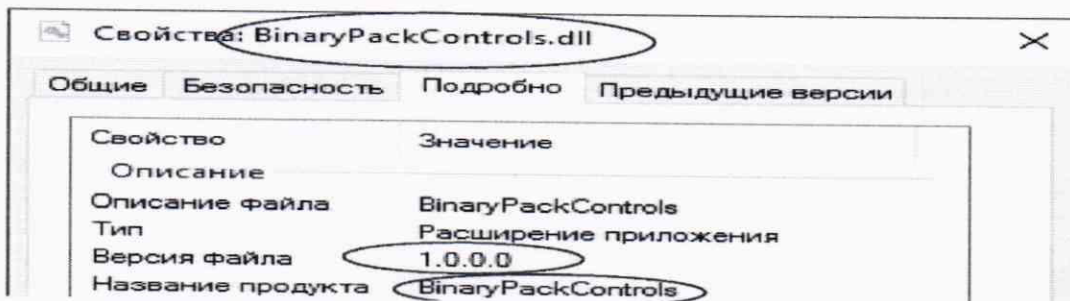 Свойства: BinaryPackControls.dll
Общие Безопасность Подробно Предыдущие версии
Свойство Значение
Описание
Описание файла BinaryPackControls
Тип Расширение приложения
Версия файла 1.0.0.0
Название продукта BinaryPackControls